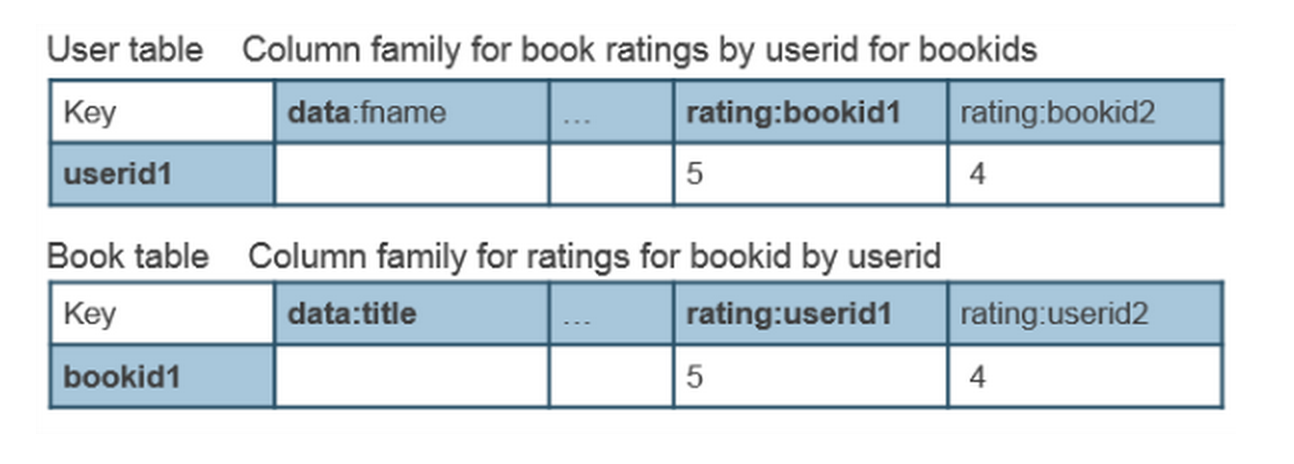 User table Column family for book ratings by userid for bookids
Key data:fname ... rating:bookid1 rating:bookid2
userid1 5 4
Book table Column family for ratings for bookid by userid
Key data:title ... rating:userid1 rating:userid2
bookid1 5 4